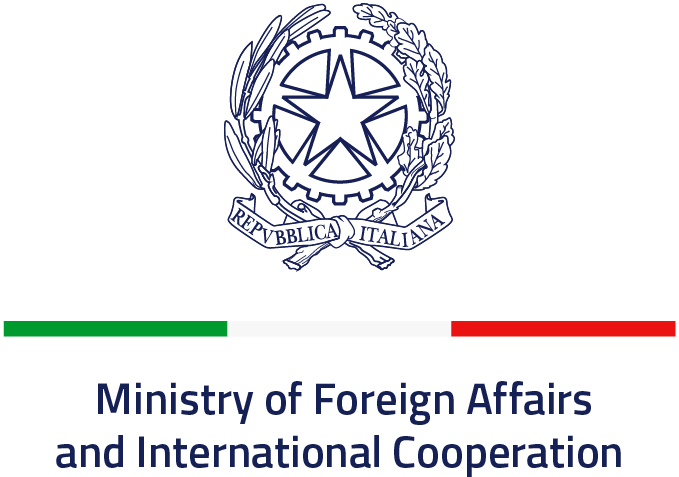 REPVBBLICA ITALIANA
Ministry of Foreign Affairs
and International Cooperation